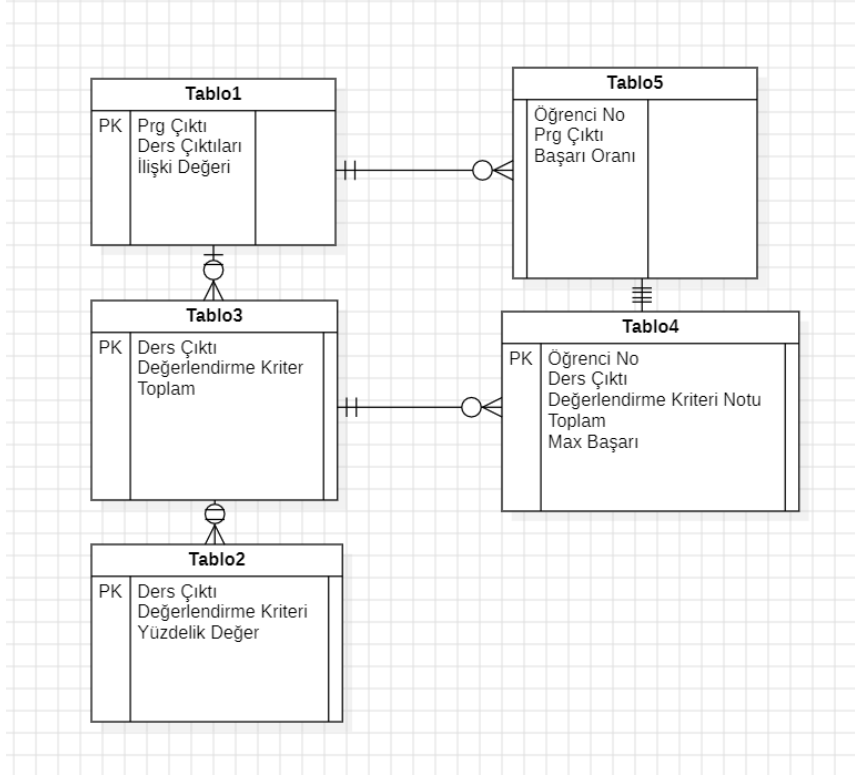 Tablo1
PK Prg Çıktı
Ders Çıktıları
İlişki Değeri
Tablo5
Öğrenci No
Prg Çıktı
Başarı Oranı
Tablo3
PK Ders Çıktı
Değerlendirme Kriter
Toplam
Tablo4
PK Öğrenci No
Ders Çıktı
Değerlendirme Kriteri Notu
Toplam
Max Başarı
Tablo2
PK Ders Çıktı
Değerlendirme Kriteri
Yüzdelik Değer